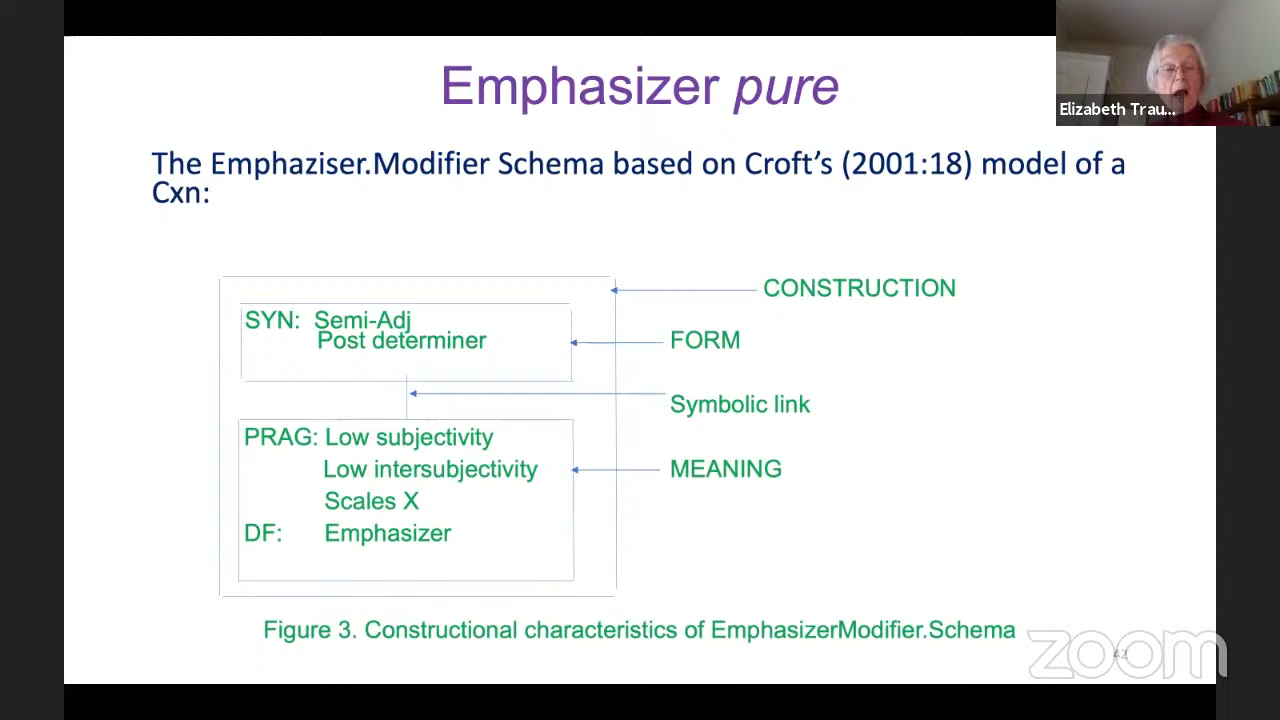 Emphasizer pure
Elizabeth Trau...
The Emphaziser.Modifier Schema based on Croft's (2001:18) model of a
Cxn:
CONSTRUCTION
SYN: Semi-Adj
Post determiner
FORM
Symbolic link
PRAG: Low subjectivity
Low intersubjectivity
MEANING
Scales X
DF: Emphasizer
Figure 3. Constructional characteristics of EmphasizerModifier.Schema
42
zoom